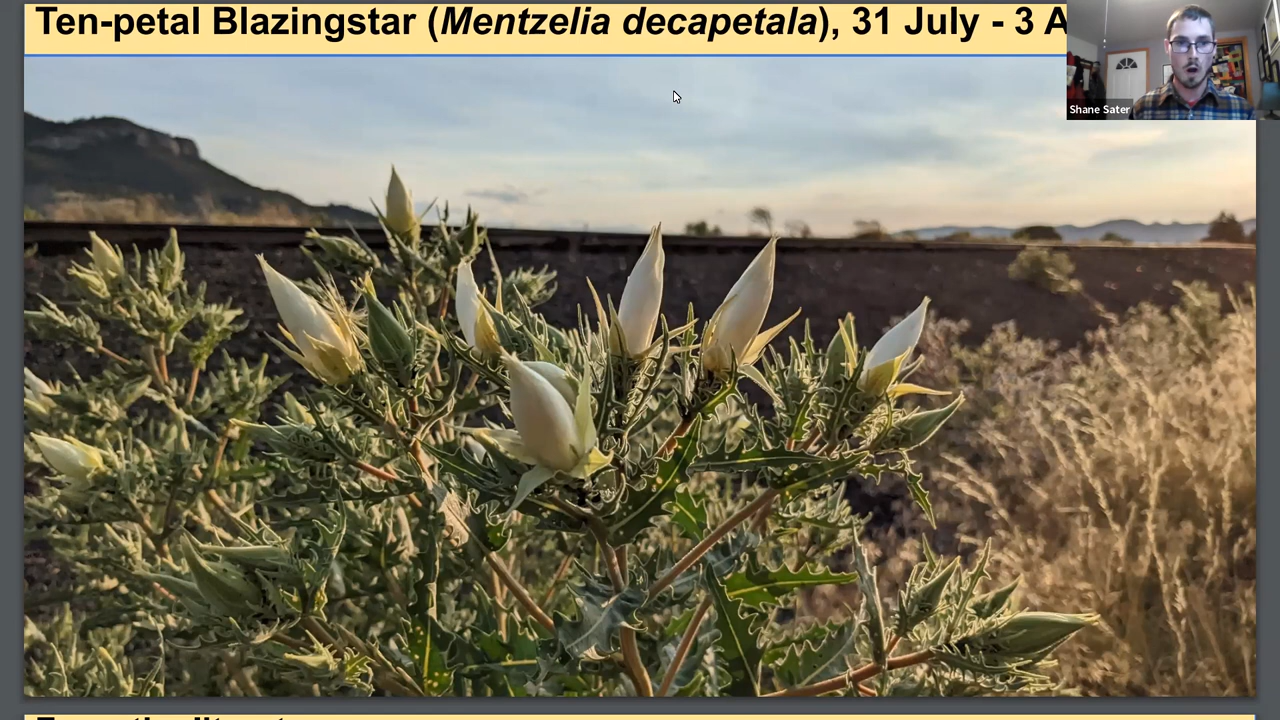 Ten-petal Blazingstar (Mentzelia decapetala), 31 July - 3 A
Shane Sater